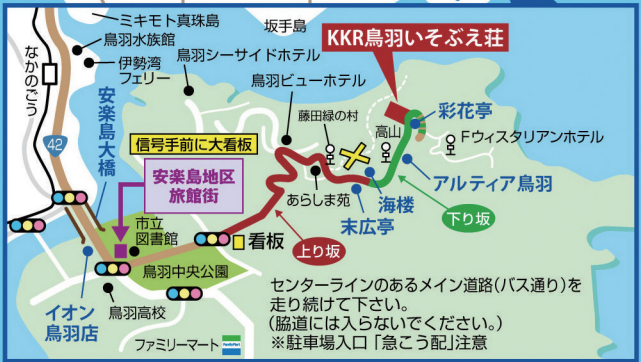 ミキモト真珠島
鳥羽水族館
伊勢湾
フェリー
坂手島
鳥羽シーサイドホテル
鳥羽ビューホテル
KKR鳥羽いそぶえ荘
なかのごう
42
安楽島大橋
信号手前に大看板
安楽島地区
旅館街
藤田緑の村
高山
彩花亭
Fウィスタリアンホテル
アルティア鳥羽
あらしま苑
海楼
末広亭
下り坂
上り坂
看板
市立
図書館
鳥羽中央公園
イオン
鳥羽店
鳥羽高校
ファミリーマート
FamilyMart
センターラインのあるメイン道路(バス通り)を
走り続けて下さい。
(脇道には入らないでください。)
※駐車場入口「急こう配」注意